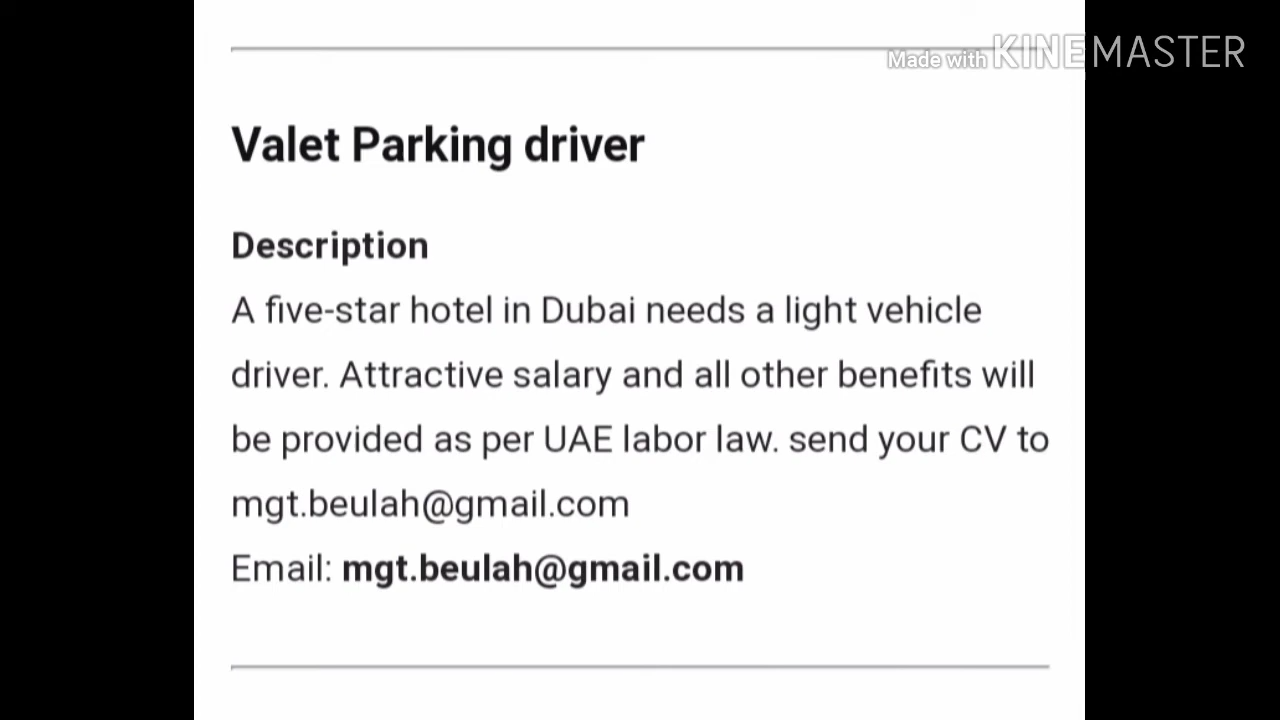 Made with KINEMASTER
Valet Parking driver
Description
A five-star hotel in Dubai needs a light vehicle
driver. Attractive salary and all other benefits will
be provided as per UAE labor law. send your CV to
mgt.beulah@gmail.com
Email: mgt.beulah@gmail.com